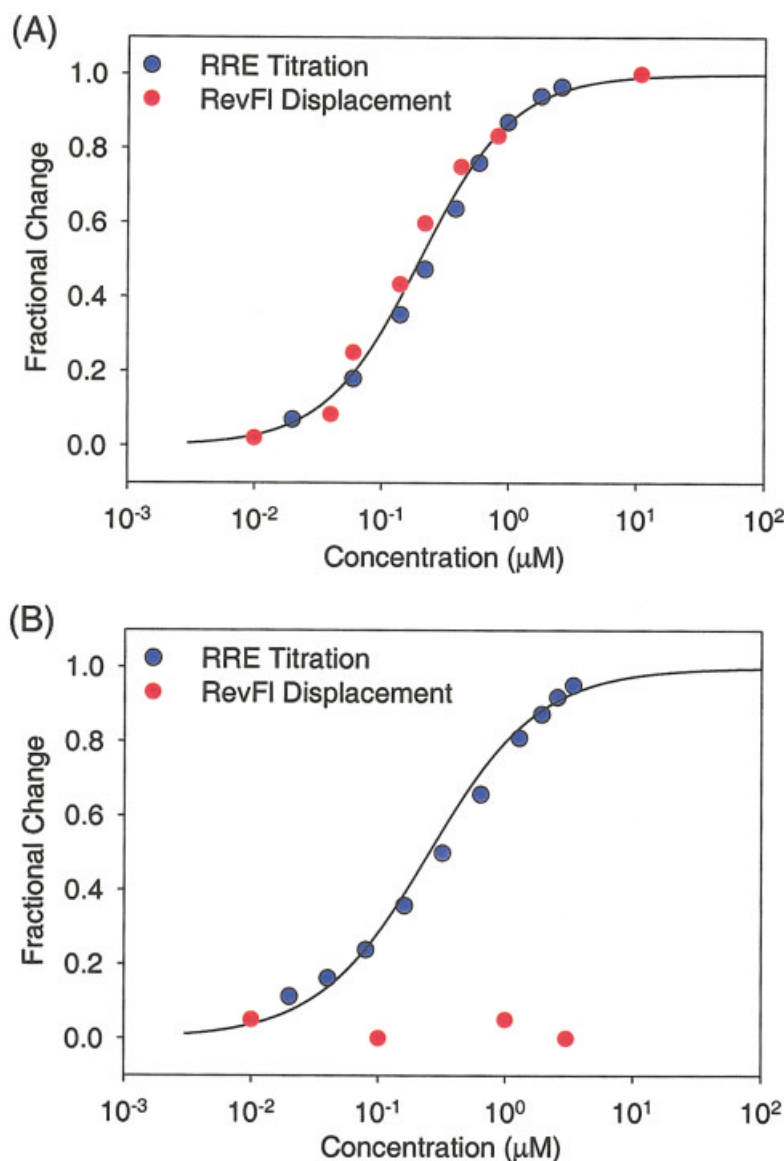 (A)
RRE Titration
RevFl Displacement
1.0
0.8
0.6
0.4
0.2
0.0
Fractional Change
10⁻³ 10⁻² 10⁻¹ 10⁰ 10¹ 10²
Concentration (μM)
(B)
RRE Titration
RevFl Displacement
1.0
0.8
0.6
0.4
0.2
0.0
Fractional Change
10⁻³ 10⁻² 10⁻¹ 10⁰ 10¹ 10²
Concentration (μM)